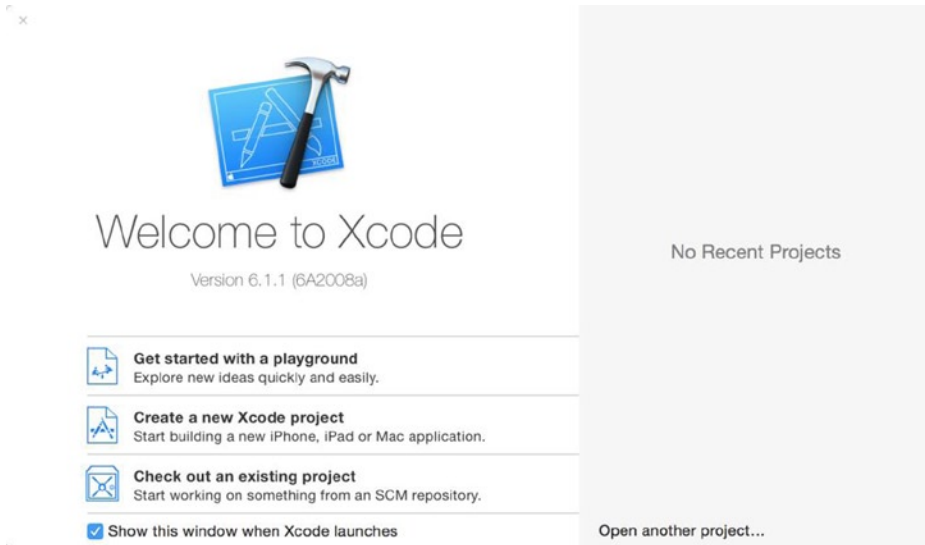 XCODE
Welcome to Xcode
Version 6.1.1 (6A2008a)
No Recent Projects
Get started with a playground
Explore new ideas quickly and easily.
Create a new Xcode project
Start building a new iPhone, iPad or Mac application.
Check out an existing project
Start working on something from an SCM repository.
Show this window when Xcode launches
Open another project...